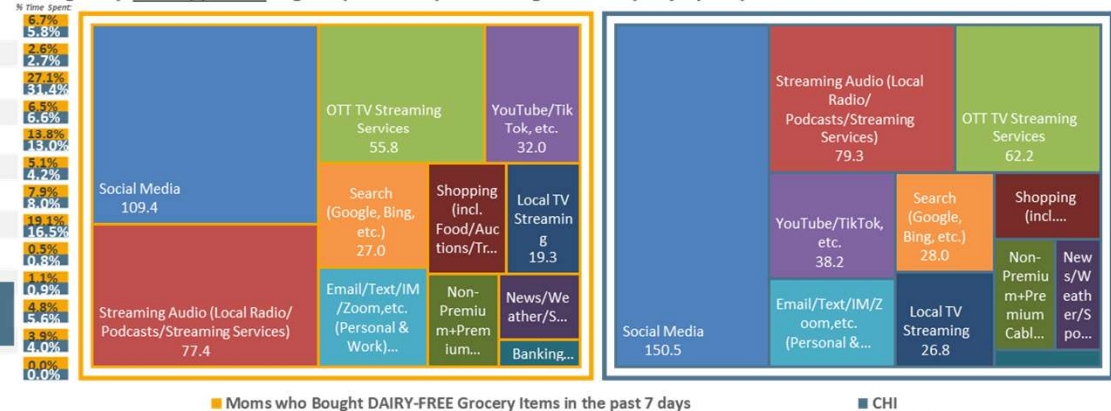 % Time Spent:
6.7%
5.8%
2.6%
2.7%
27.1%
31.4%
6.5%
6.6%
13.8%
13.0%
5.1%
4.2%
7.9%
8.0%
19.1%
16.5%
0.5%
0.8%
1.1%
0.9%
4.8%
5.6%
3.9%
4.0%
0.0%
0.0%
Social Media
109.4
Streaming Audio (Local Radio/
Podcasts/Streaming Services)
77.4
OTT TV Streaming
Services
55.8
YouTube/Tik
Tok, etc.
32.0
Search
(Google, Bing,
etc.)
27.0
Shopping
(incl.
Food/Auc
tions/Tr...
Local TV
Streamin
g
19.3
Email/Text/IM
/Zoom,etc.
(Personal &
Work)...
Non-
Premiu
m+Prem
ium...
News/We
ather/S...
Banking...
Social Media
150.5
Streaming Audio (Local
Radio/
Podcasts/Streaming
Services)
79.3
OTT TV Streaming
Services
62.2
YouTube/TikTok,
etc.
38.2
Search
(Google,
Bing, etc.)
28.0
Shopping
(incl....
Email/Text/IM/Z
oom,etc.
(Personal &...
Local TV
Streaming
26.8
Non-
Premiu
m+Pre
mium
Cabl...
New
s/W
eath
er/S
po...
Moms who Bought DAIRY-FREE Grocery Items in the past 7 days
CHI